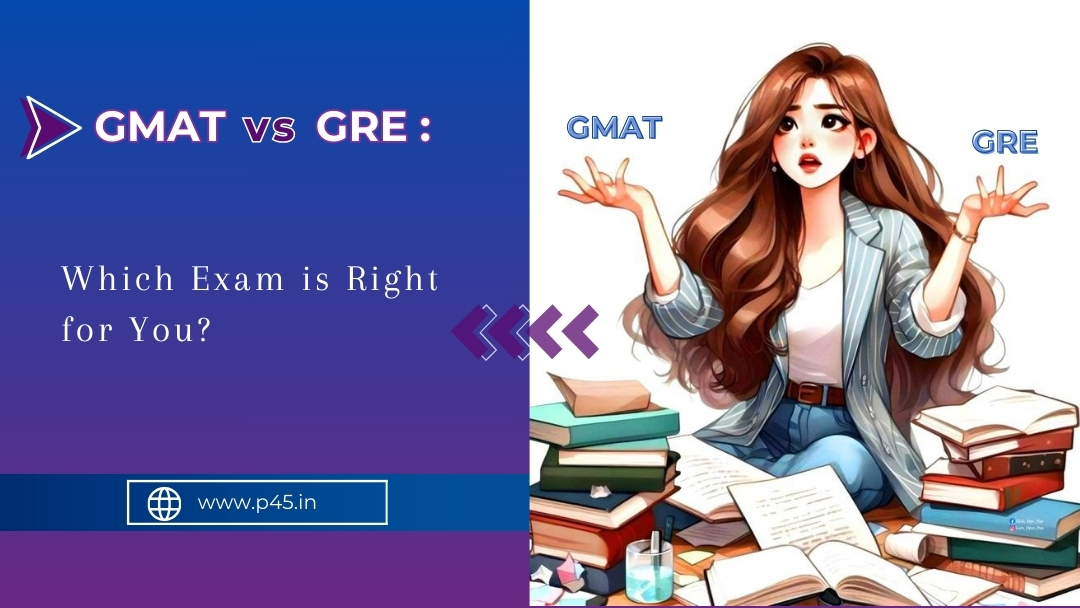 GMAT vs GRE :
Which Exam is Right
for You?
www.p45.in
GMAT
GRE